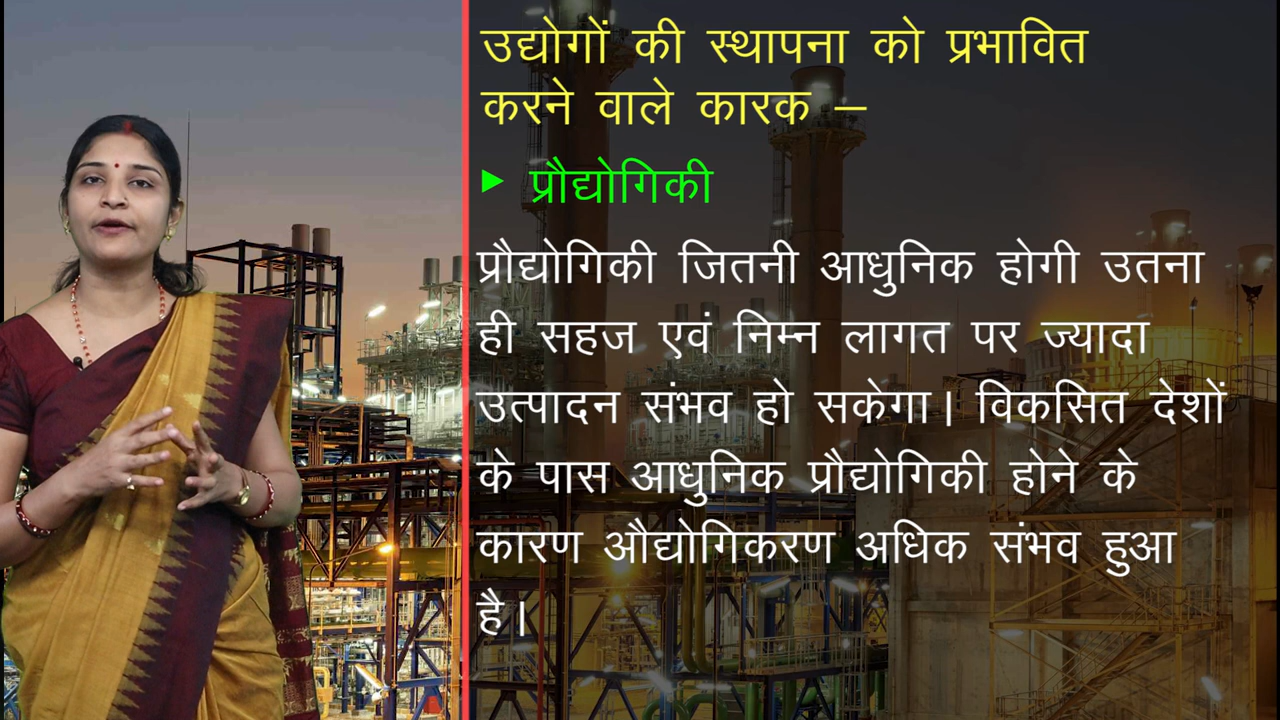 उद्योगों की स्थापना को प्रभावित
करने वाले कारक –
▶ प्रौद्योगिकी
प्रौद्योगिकी जितनी आधुनिक होगी उतना
ही सहज एवं निम्न लागत पर ज्यादा
उत्पादन संभव हो सकेगा। विकसित देशों
के पास आधुनिक प्रौद्योगिकी होने के
कारण औद्योगिकरण अधिक संभव हुआ
है।